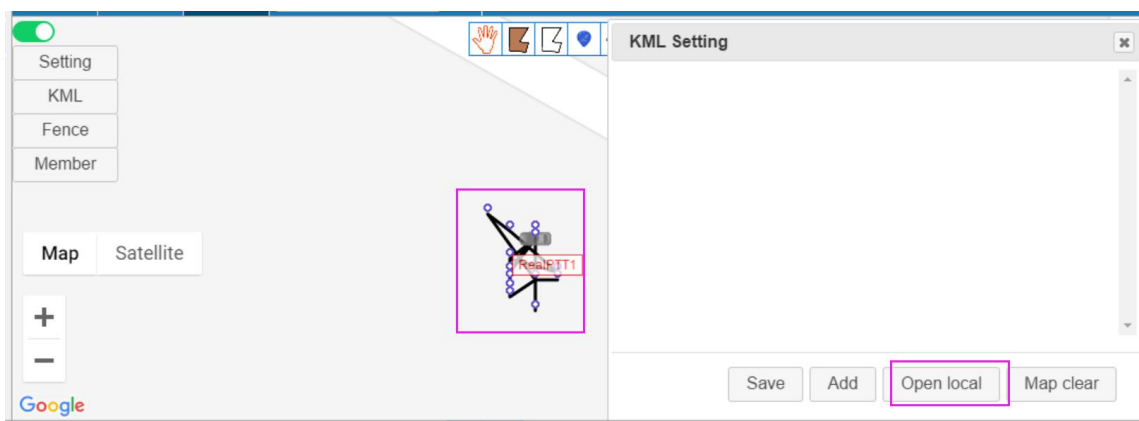 KML Setting
Setting
KML
Fence
Member
Map Satellite
RealPTT1
+
−
Google
Save Add Open local Map clear